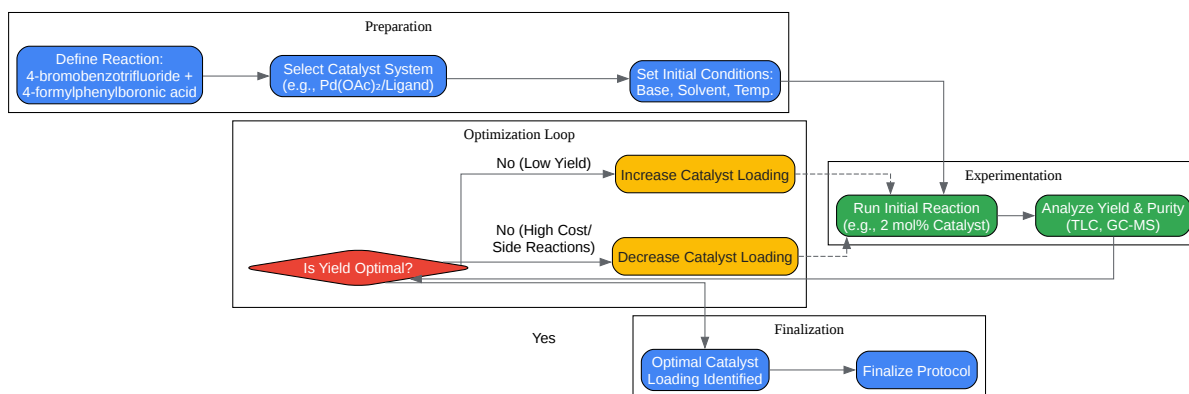 Preparation
Define Reaction:
4-bromobenzotrifluoride +
4-formylphenylboronic acid
Select Catalyst System
(e.g., Pd(OAc)₂/Ligand)
Set Initial Conditions:
Base, Solvent, Temp.
Optimization Loop
No (Low Yield)
Increase Catalyst Loading
No (High Cost/
Side Reactions)
Decrease Catalyst Loading
Is Yield Optimal?
Experimentation
Run Initial Reaction
(e.g., 2 mol% Catalyst)
Analyze Yield & Purity
(TLC, GC-MS)
Yes
Finalization
Optimal Catalyst
Loading Identified
Finalize Protocol